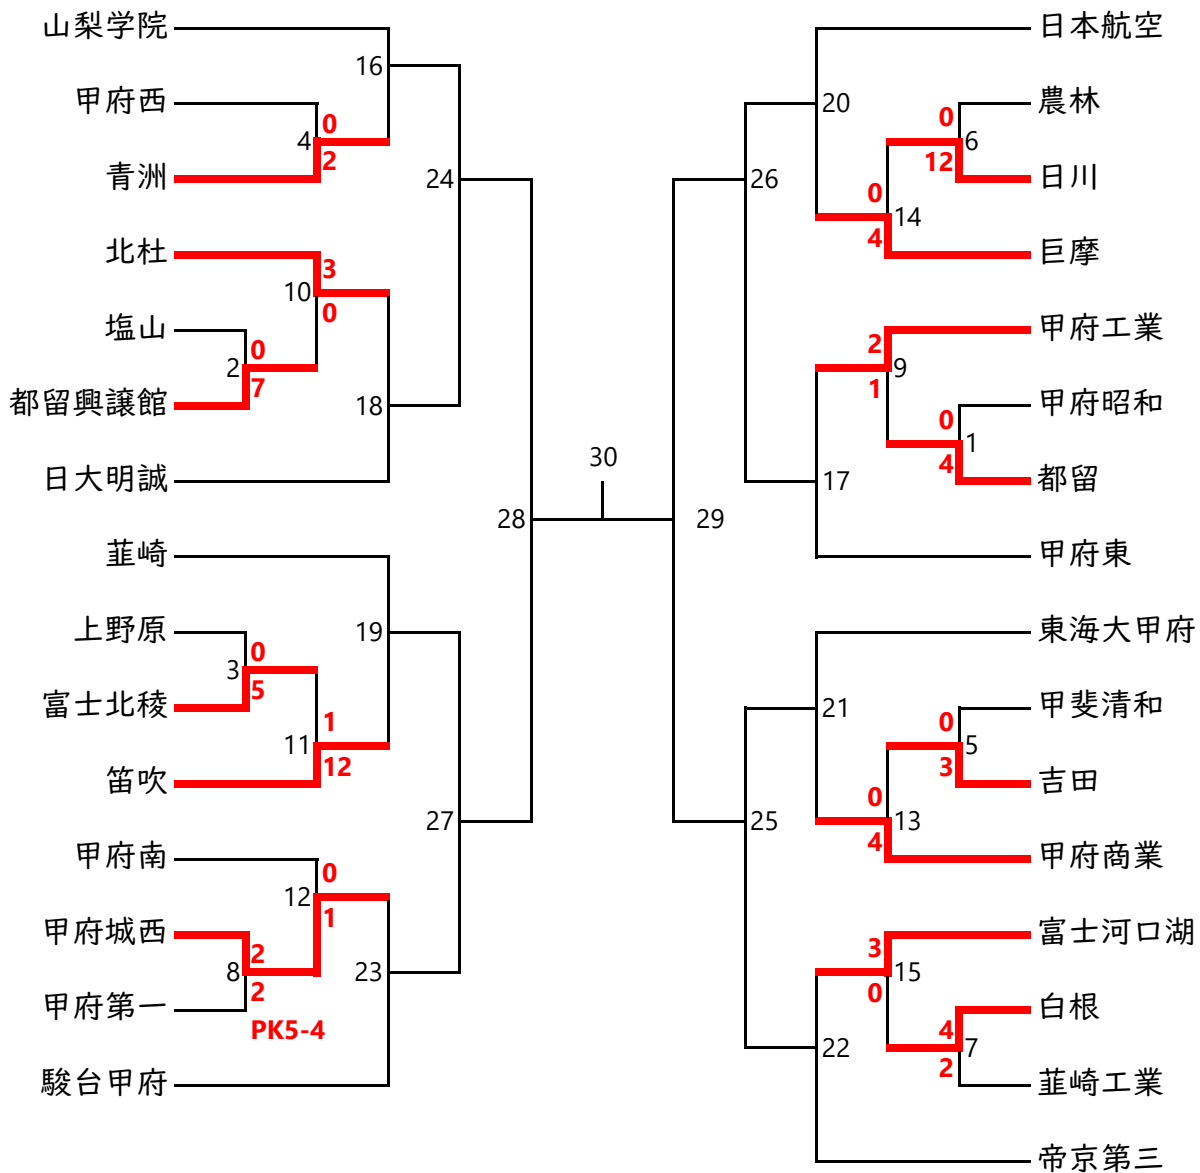 山梨学院
16
甲府西
4
0
2
青洲
24
北杜
3
10
0
塩山
2
0
7
都留興譲館
18
日大明誠
28
韮崎
19
上野原
3
0
5
富士北稜
1
11
12
笛吹
27
甲府南
0
12
1
甲府城西
2
8
2
23
甲府第一
PK5-4
駿台甲府
30
29
日本航空
20
農林
0
6
12
日川
26
0
14
4
巨摩
甲府工業
2
9
1
甲府昭和
0
1
4
都留
17
甲府東
東海大甲府
21
甲斐清和
0
5
3
吉田
0
13
4
甲府商業
25
富士河口湖
3
15
0
白根
4
7
2
22
韮崎工業
帝京第三